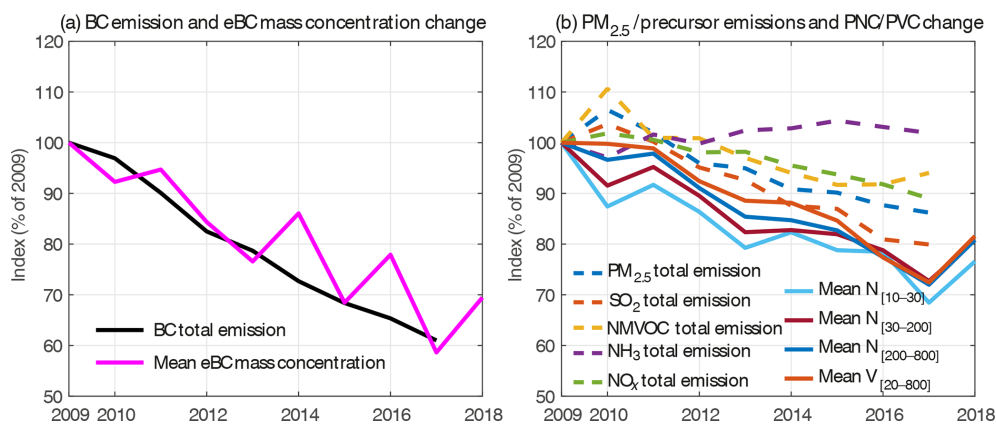 (a) BC emission and eBC mass concentration change
120
110
100
90
80
70
60
50
Index (% of 2009)
BC total emission
Mean eBC mass concentration
2009 2010 2012 2014 2016 2018
(b) PM2.5 /precursor emissions and PNC/PVC change
120
110
100
90
80
70
60
50
Index (% of 2009)
PM2.5 total emission
SO2 total emission
NMVOC total emission
NH3 total emission
NOx total emission
Mean N[10–30]
Mean N[30–200]
Mean N[200–800]
Mean V[20–800]
2009 2010 2012 2014 2016 2018